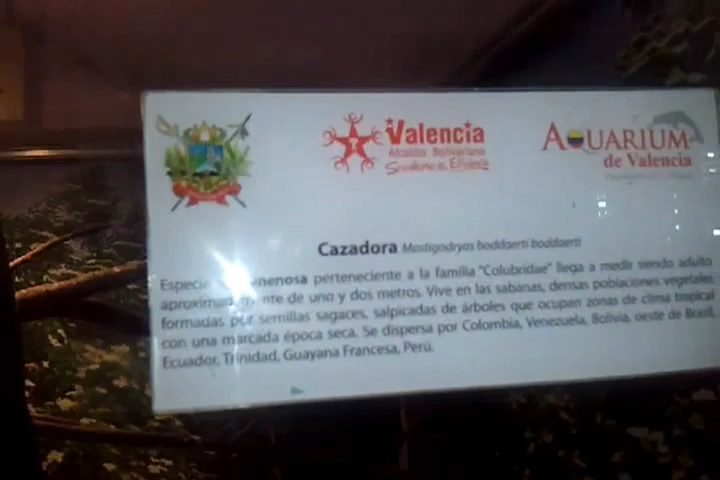 Valencia
Alcaldía Bolivariana
AQUARIUM
de Valencia
Cazadora Mastigodryas boddaerti boddaerti
Especie perteneciente a la familia "Colubridae" llega a medir siendo adulto
de uno y dos metros. Vive en las sabanas, densas poblaciones vegetales
formadas por semillas sagaces, salpicadas de árboles que ocupan zonas de clima tropical
con una marcada época seca. Se dispersa por Colombia, Venezuela, Bolivia, oeste de Brasil,
Ecuador, Trinidad, Guayana Francesa, Perú.